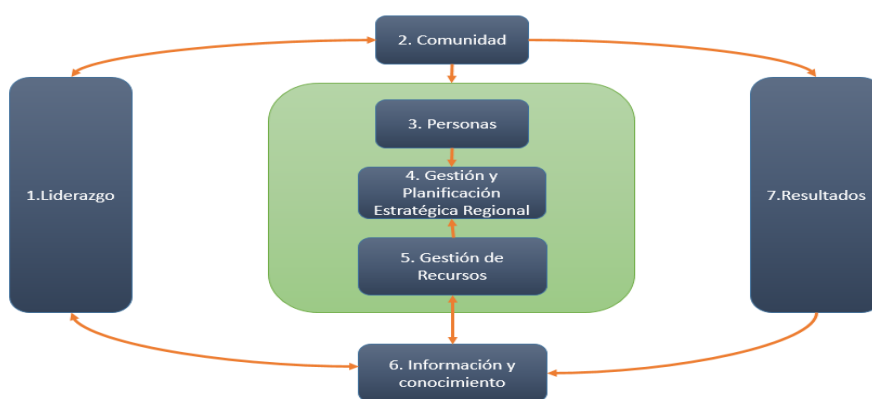 2. Comunidad
3. Personas
1.Liderazgo
4. Gestión y
Planificación
Estratégica Regional
7.Resultados
5. Gestión de
Recursos
6. Información y
conocimiento